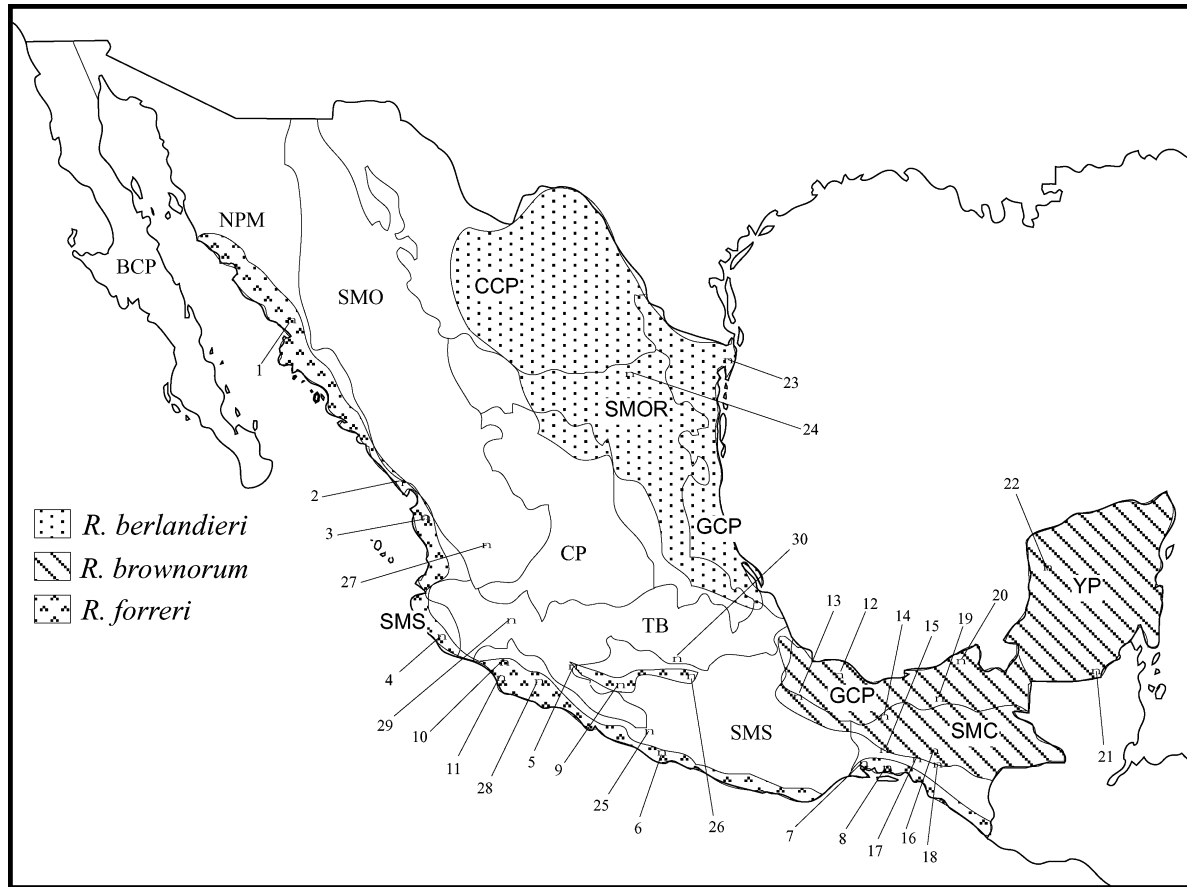 NPM
BCP
SMO
CCP
1
23
SMOR
24
2
22
R. berlandieri
3
GCP
30
R. brownorum
27
CP
YP
R. forreri
13
12
14
15
19
20
SMS
TB
4
GCP
29
10
SMS
SMC
11
28
5
9
25
6
26
7
8
17
16
18
21